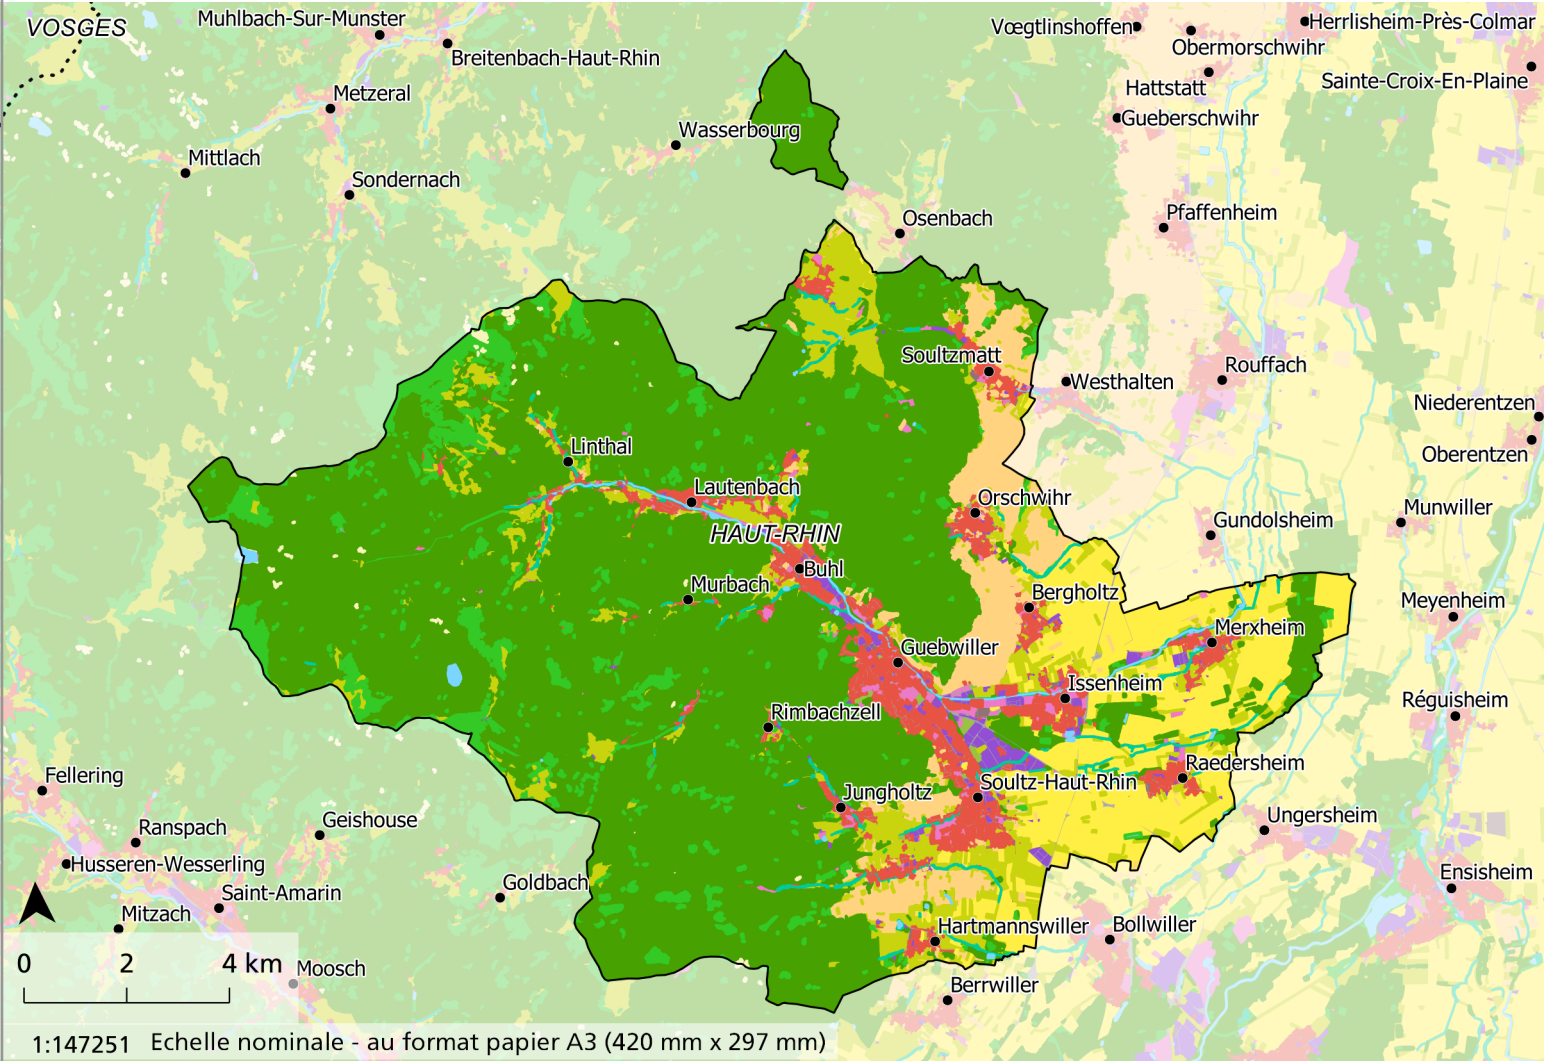 VOSGES
Muhlbach-Sur-Munster
Breitenbach-Haut-Rhin
Vœgtlinshoffen
Herrlisheim-Près-Colmar
Obermorschwihr
Hattstatt
Sainte-Croix-En-Plaine
Metzeral
Gueberschwihr
Wasserbourg
Mittlach
Sondernach
Osenbach
Pfaffenheim
Soultzmatt
Westhalten
Rouffach
Niederentzen
Oberentzen
Linthal
Lautenbach
Orschwihr
Munwiller
Gundolsheim
HAUT-RHIN
Buhl
Murbach
Bergholtz
Meyenheim
Merxheim
Guebwiller
Issenheim
Réguisheim
Rimbachzell
Raedersheim
Soultz-Haut-Rhin
Jungholtz
Ungersheim
Fellering
Ranspach
Geishouse
Husseren-Wesserling
Saint-Amarin
Goldbach
Ensisheim
Mitzach
Hartmannswiller
Bollwiller
Moosch
Berrwiller
0 2 4 km
1:147251 Echelle nominale - au format papier A3 (420 mm x 297 mm)